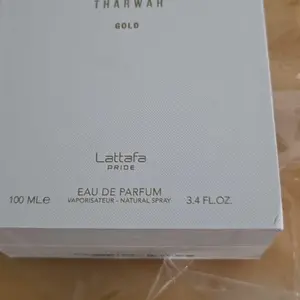 THARWAH
GOLD
Lattafa
PRIDE
EAU DE PARFUM
100 ML℮ VAPORISATEUR - NATURAL SPRAY 3.4 FL.OZ.